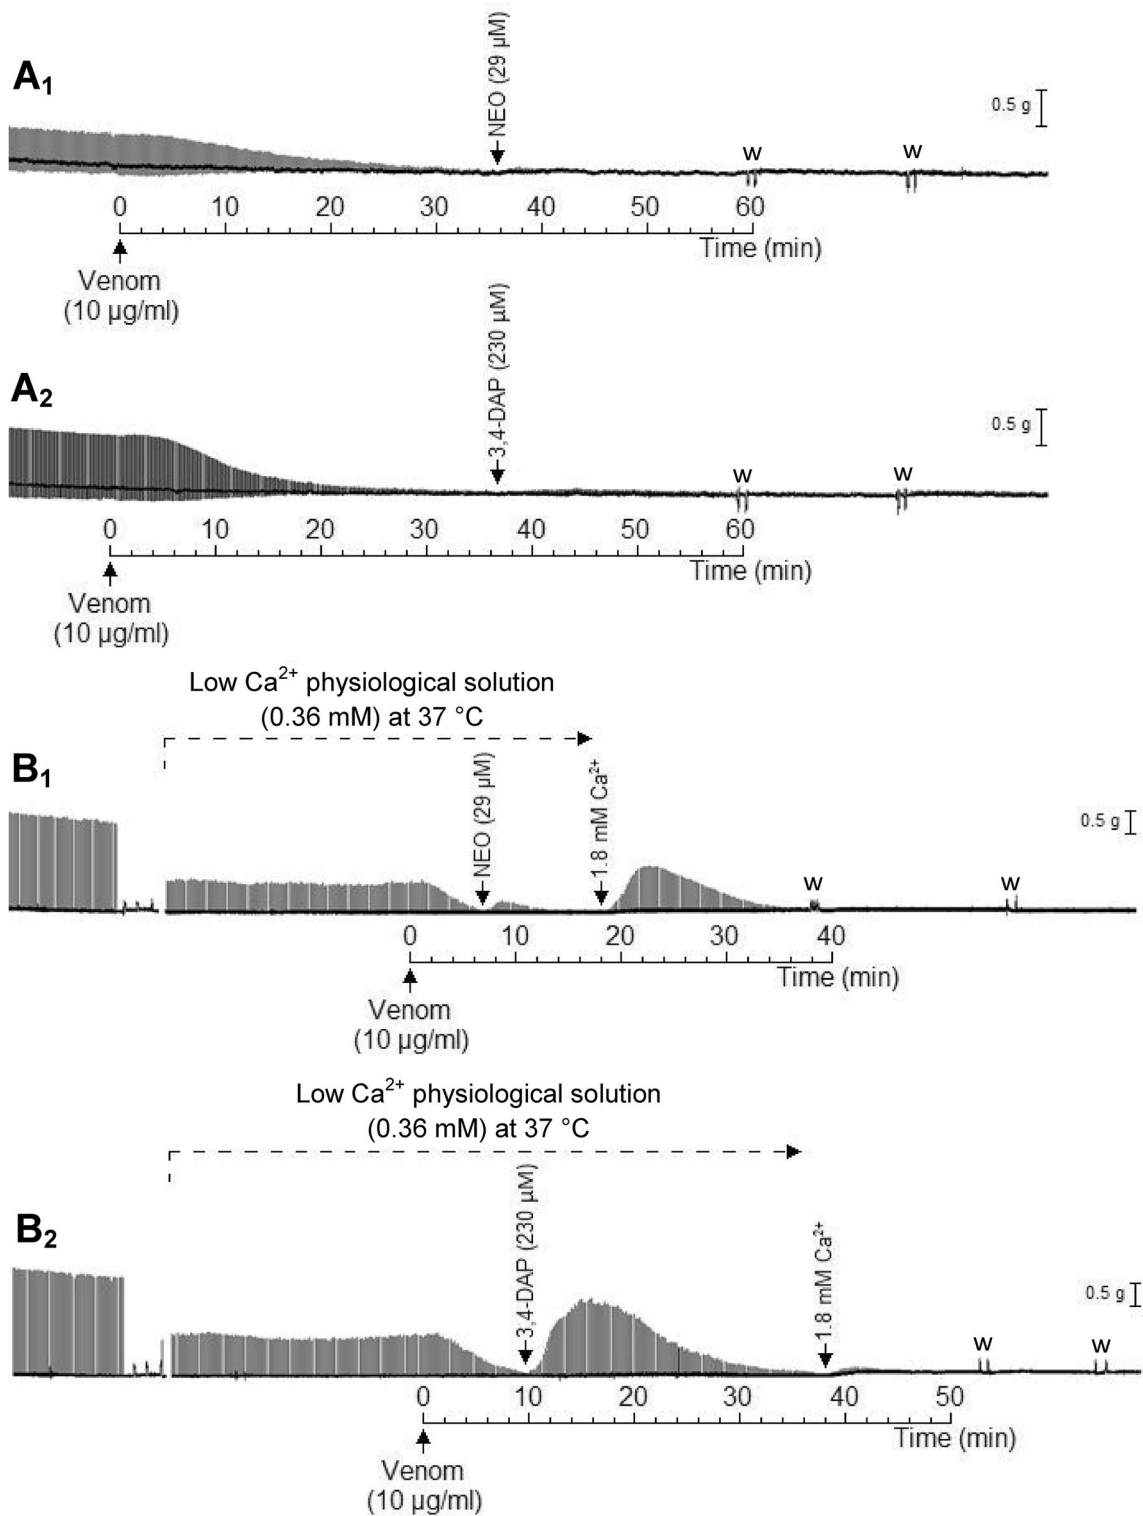 A1
NEO (29 µM)
0.5 g
w
w
0 10 20 30 40 50 60
Time (min)
Venom
(10 µg/ml)
A2
3,4-DAP (230 µM)
0.5 g
w
w
0 10 20 30 40 50 60
Time (min)
Venom
(10 µg/ml)
Low Ca2+ physiological solution
(0.36 mM) at 37 °C
B1
NEO (29 µM)
1.8 mM Ca2+
0.5 g
w
w
0 10 20 30 40
Time (min)
Venom
(10 µg/ml)
Low Ca2+ physiological solution
(0.36 mM) at 37 °C
B2
3,4-DAP (230 µM)
1.8 mM Ca2+
0.5 g
w
w
0 10 20 30 40 50
Time (min)
Venom
(10 µg/ml)